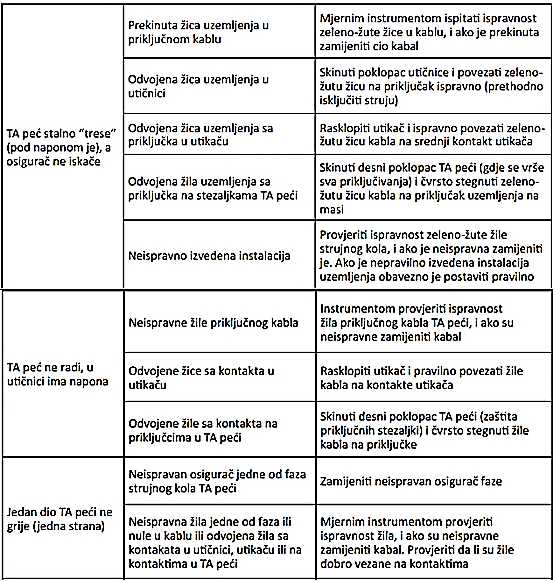 TA peć stalno “trese”
(pod naponom je), a
osigurač ne iskače
Prekinuta žica uzemljenja u
priključnom kablu
Mjernim instrumentom ispitati ispravnost
zeleno-žute žice u kablu, i ako je prekinuta
zamijeniti cio kabal
Odvojena žica uzemljenja u
utičnici
Skinuti poklopac utičnice i povezati zeleno-
žutu žicu na priključak ispravno (prethodno
isključiti struju)
Odvojena žica uzemljenja sa
priključka u utikaču
Rasklopiti utikač i ispravno povezati zeleno-
žutu žicu kabla na srednji kontakt utikača
Odvojena žila uzemljenja sa
priključka na stezaljkama TA peći
Skinuti desni poklopac TA peći (gdje se vrše
sva priključivanja) i čvrsto stegnuti zeleno-
žutu žicu kabla na priključak uzemljenja na
masi
Neispravno izvedena instalacija
Provjeriti ispravnost zeleno-žute žile
strujnog kola, i ako je neispravna zamijeniti
je. Ako je nepravilno izvedena instalacija
uzemljenja obavezno je postaviti pravilno
TA peć ne radi, u
utičnici ima napona
Neispravne žile priključnog kabla
Instrumentom provjeriti ispravnost
žila priključnog kabla TA peći, i ako su
neispravne zamijeniti kabal
Odvojene žice sa kontakta u
utikaču
Rasklopiti utikač i pravilno povezati žile
kabla na kontakte utikača
Odvojene žile sa kontakta na
priključcima u TA peći
Skinuti desni poklopac TA peći (zaštita
priključnih stezaljki) i čvrsto stegnuti žile
kabla na priključke
Jedan dio TA peći ne
grije (jedna strana)
Neispravan osigurač jedne od faza
strujnog kola TA peći
Zamijeniti neispravan osigurač faze
Neispravna žila jedne od faza ili
nule u kablu ili odvojena žila sa
kontakata u utičnici, utikaču ili na
kontaktima u TA peći
Mjernim instrumentom provjeriti
ispravnost žila, i ako su neispravne
zamijeniti kabal. Provjeriti da li su žile
dobro vezane na kontaktima